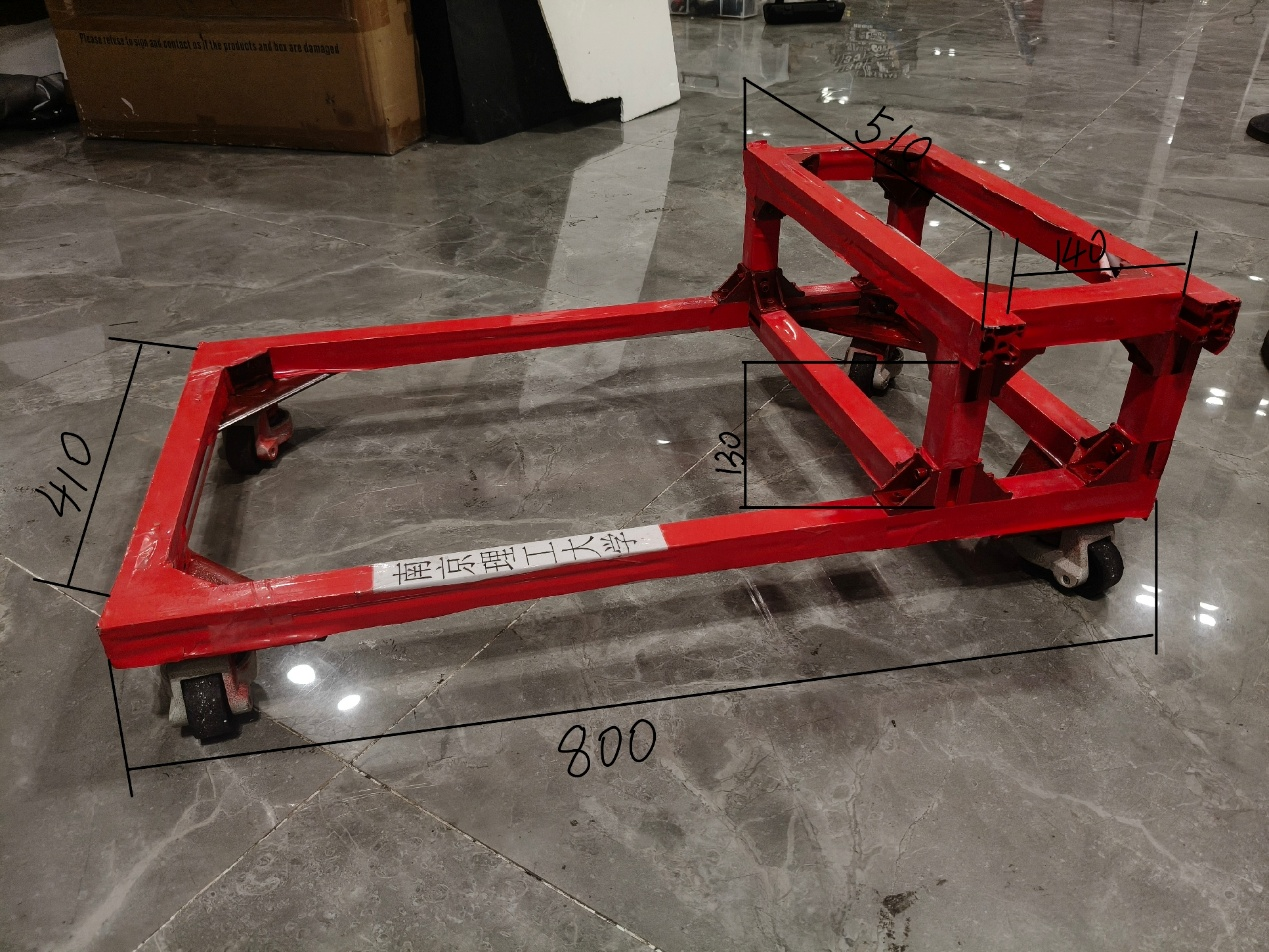 Please refuse to sign and contact us if the products and box are damaged
510
140
130
410
南京理工大学
800